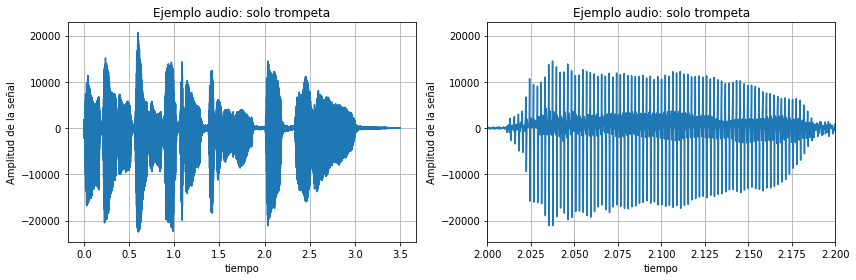 Ejemplo audio: solo trompeta
Amplitud de la señal
20000
10000
0
−10000
−20000
0.0 0.5 1.0 1.5 2.0 2.5 3.0 3.5
tiempo
Ejemplo audio: solo trompeta
Amplitud de la señal
20000
10000
0
−10000
−20000
2.000 2.025 2.050 2.075 2.100 2.125 2.150 2.175 2.200
tiempo